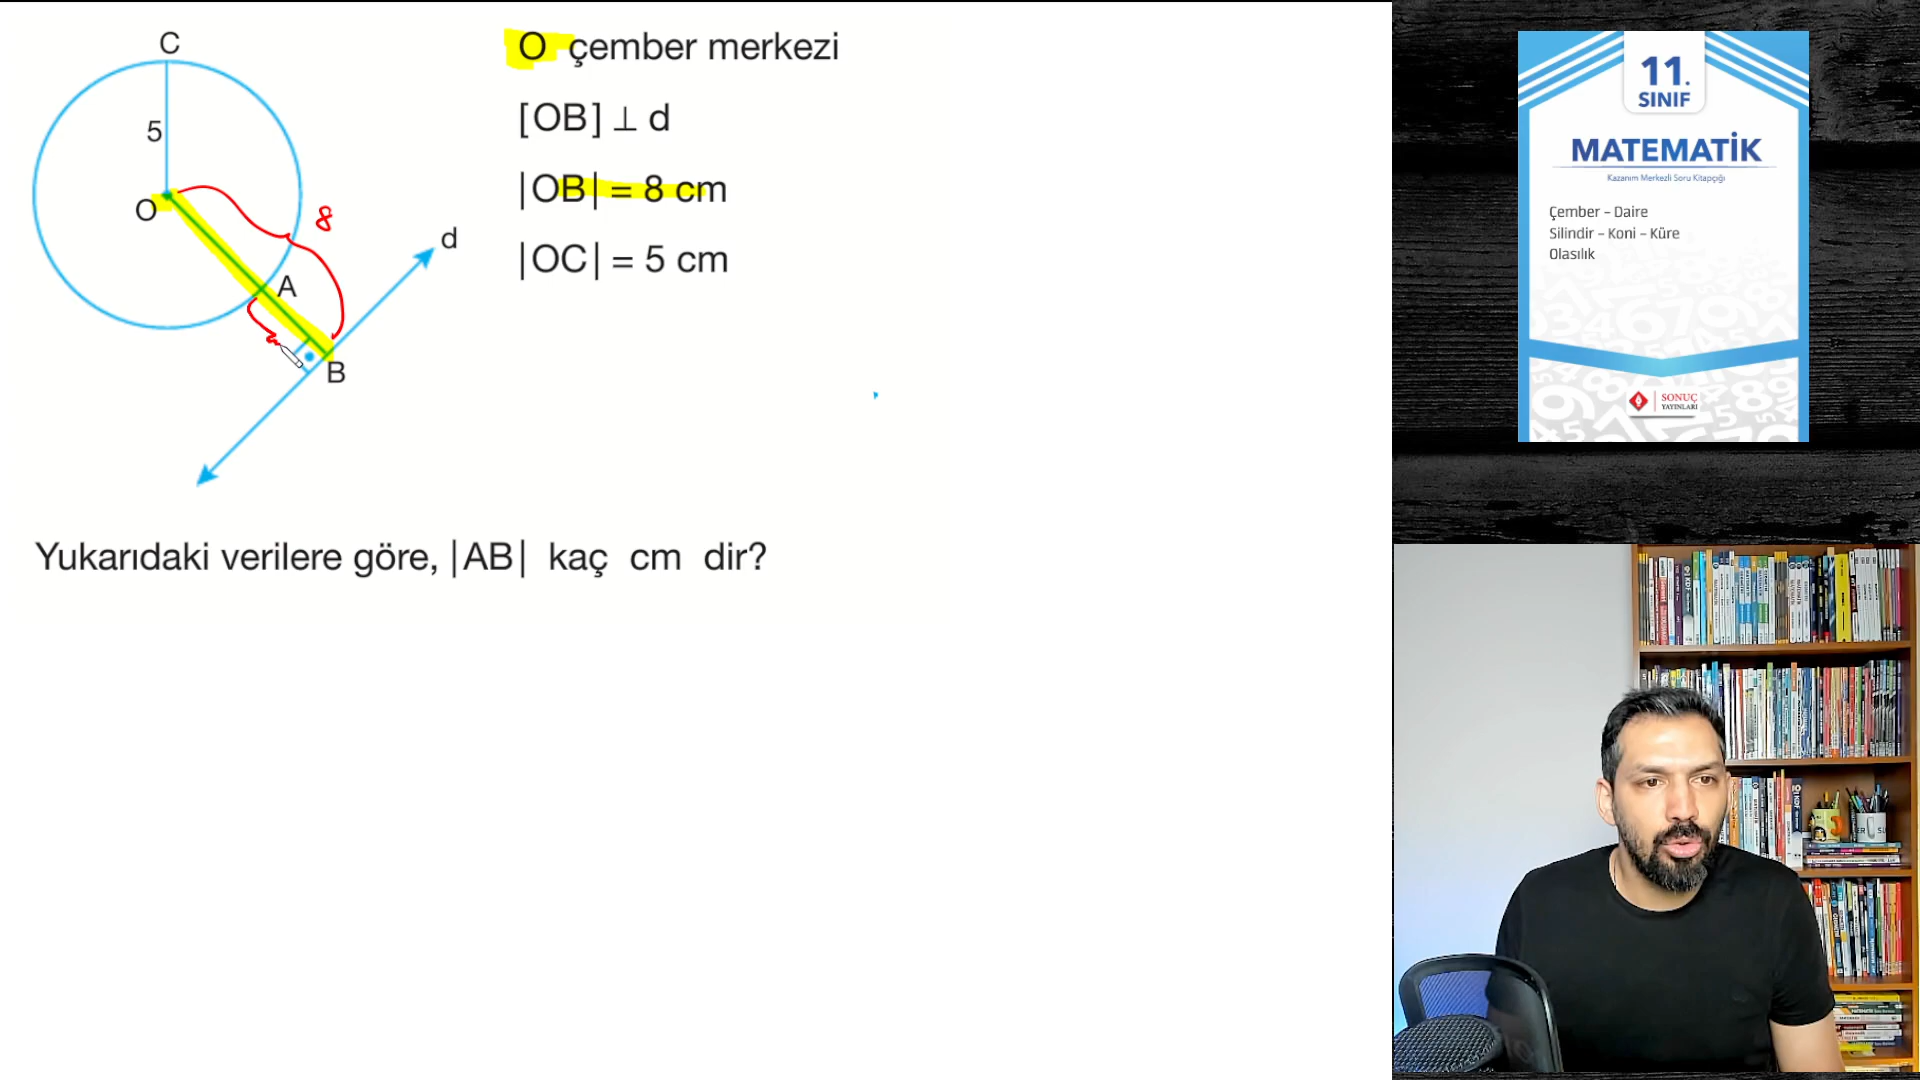 C
5
O
8
A
d
B
O çember merkezi
[OB] ⊥ d
|OB| = 8 cm
|OC| = 5 cm
Yukarıdaki verilere göre, |AB| kaç cm dir?
11.
SINIF
MATEMATİK
Kazanım Merkezli Soru Kitapçığı
Çember – Daire
Silindir – Koni – Küre
Olasılık
SONUÇ
YAYINLARI